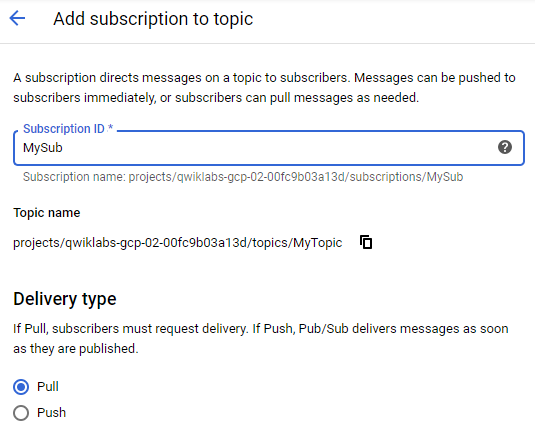 Add subscription to topic
A subscription directs messages on a topic to subscribers. Messages can be pushed to
subscribers immediately, or subscribers can pull messages as needed.
Subscription ID *
MySub
Subscription name: projects/qwiklabs-gcp-02-00fc9b03a13d/subscriptions/MySub
Topic name
projects/qwiklabs-gcp-02-00fc9b03a13d/topics/MyTopic
Delivery type
If Pull, subscribers must request delivery. If Push, Pub/Sub delivers messages as soon
as they are published.
Pull
Push